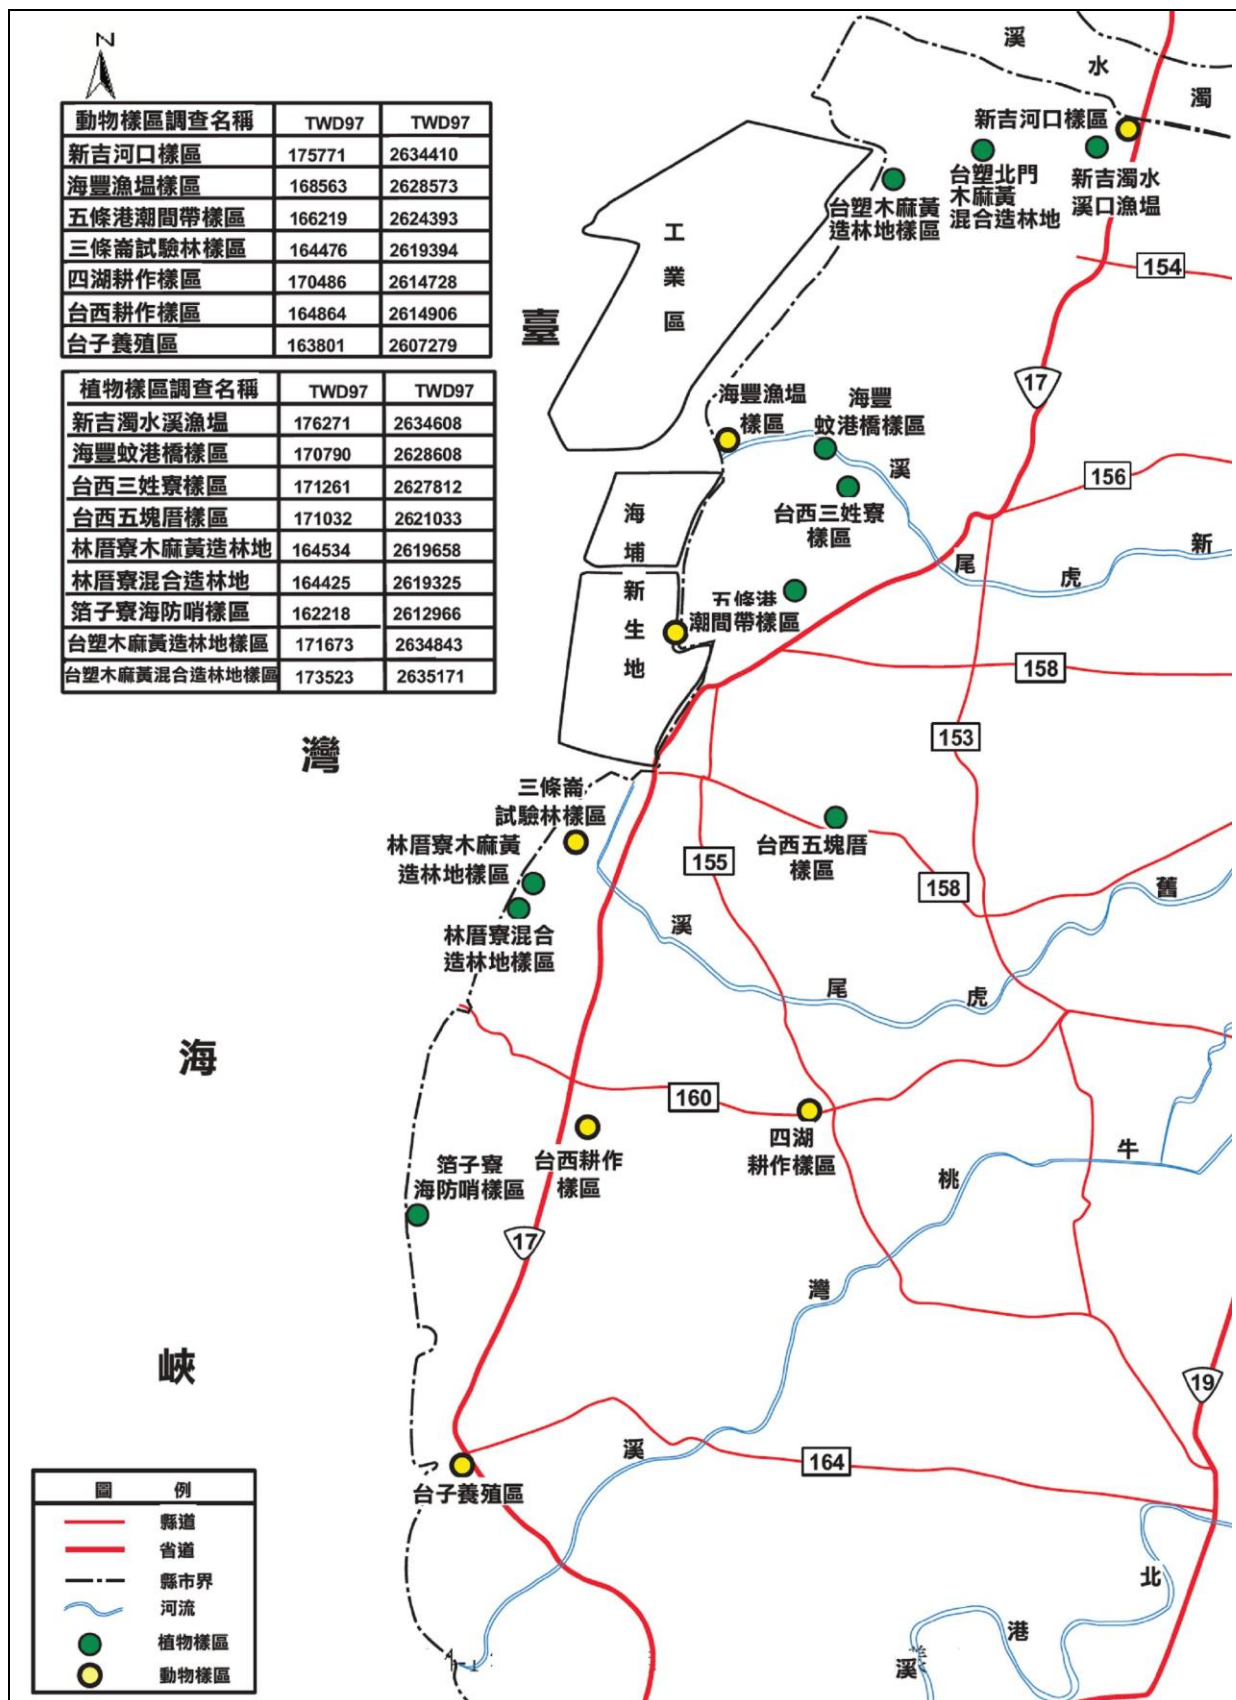 N
動物樣區調查名稱 TWD97 TWD97
新吉河口樣區 175771 2634410
海豐漁塭樣區 168563 2628573
五條港潮間帶樣區 166219 2624393
三條崙試驗林樣區 164476 2619394
四湖耕作樣區 170486 2614728
台西耕作樣區 164864 2614906
台子養殖區 163801 2607279
植物樣區調查名稱 TWD97 TWD97
新吉濁水溪漁塭 176271 2634608
海豐蚊港橋樣區 170790 2628608
台西三姓寮樣區 171261 2627812
台西五塊厝樣區 171032 2621033
林厝寮木麻黃造林地 164534 2619658
林厝寮混合造林地 164425 2619325
箔子寮海防哨樣區 162218 2612966
台塑木麻黃造林地樣區 171673 2634843
台塑木麻黃混合造林地樣區 173523 2635171
臺
灣
海
峽
溪
水
濁
新吉河口樣區
新吉濁水
溪口漁塭
台塑北門
木麻黃
混合造林地
台塑木麻黃
造林地樣區
工
業
區
154
17
海豐漁塭
樣區
海豐
蚊港橋樣區
台西三姓寮
樣區
溪
尾
虎
新
156
海
埔
新
生
地
五條港
潮間帶樣區
158
153
三條崙
試驗林樣區
林厝寮木麻黃
造林地樣區
林厝寮混合
造林地樣區
155
台西五塊厝
樣區
158
舊
溪
尾
虎
160
四湖
耕作樣區
台西耕作
樣區
箔子寮
海防哨樣區
17
牛
桃
灣
溪
19
164
台子養殖區
北
港
溪
圖 例
縣道
省道
縣市界
河流
植物樣區
動物樣區